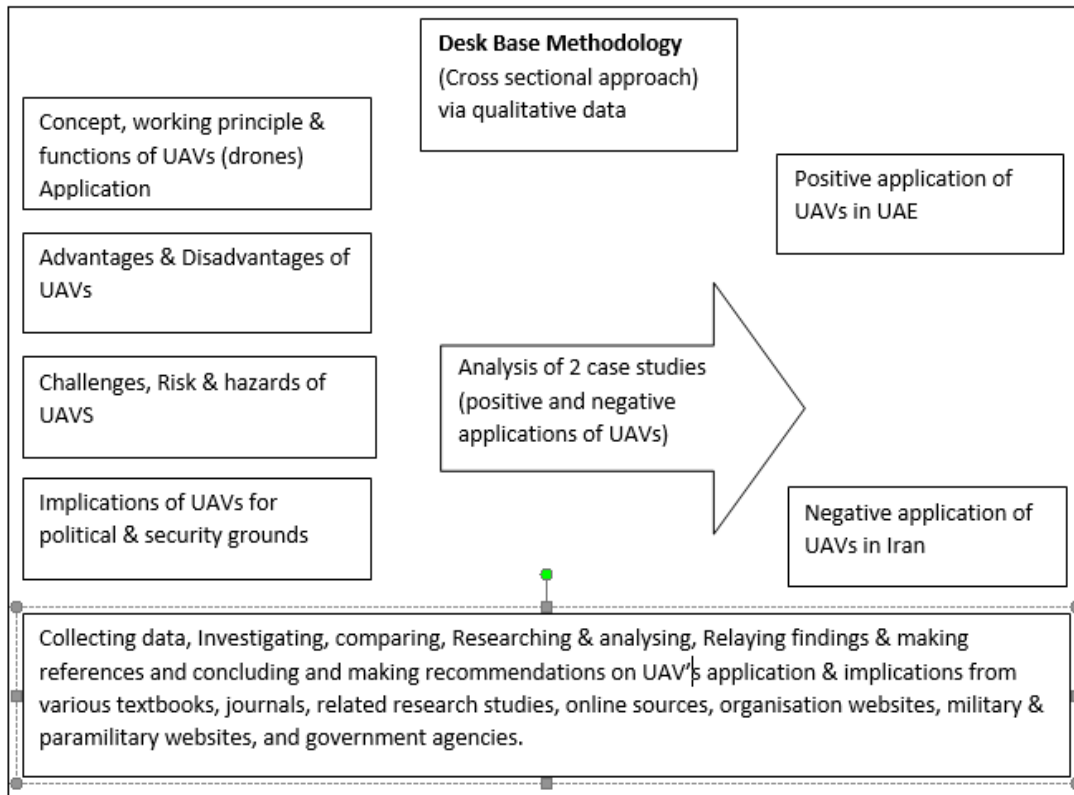 Desk Base Methodology
(Cross sectional approach)
via qualitative data
Concept, working principle &
functions of UAVs (drones)
Application
Advantages & Disadvantages of
UAVs
Challenges, Risk & hazards of
UAVS
Implications of UAVs for
political & security grounds
Analysis of 2 case studies
(positive and negative
applications of UAVs)
Positive application of
UAVs in UAE
Negative application of
UAVs in Iran
Collecting data, Investigating, comparing, Researching & analysing, Relaying findings & making
references and concluding and making recommendations on UAV's application & implications from
various textbooks, journals, related research studies, online sources, organisation websites, military &
paramilitary websites, and government agencies.